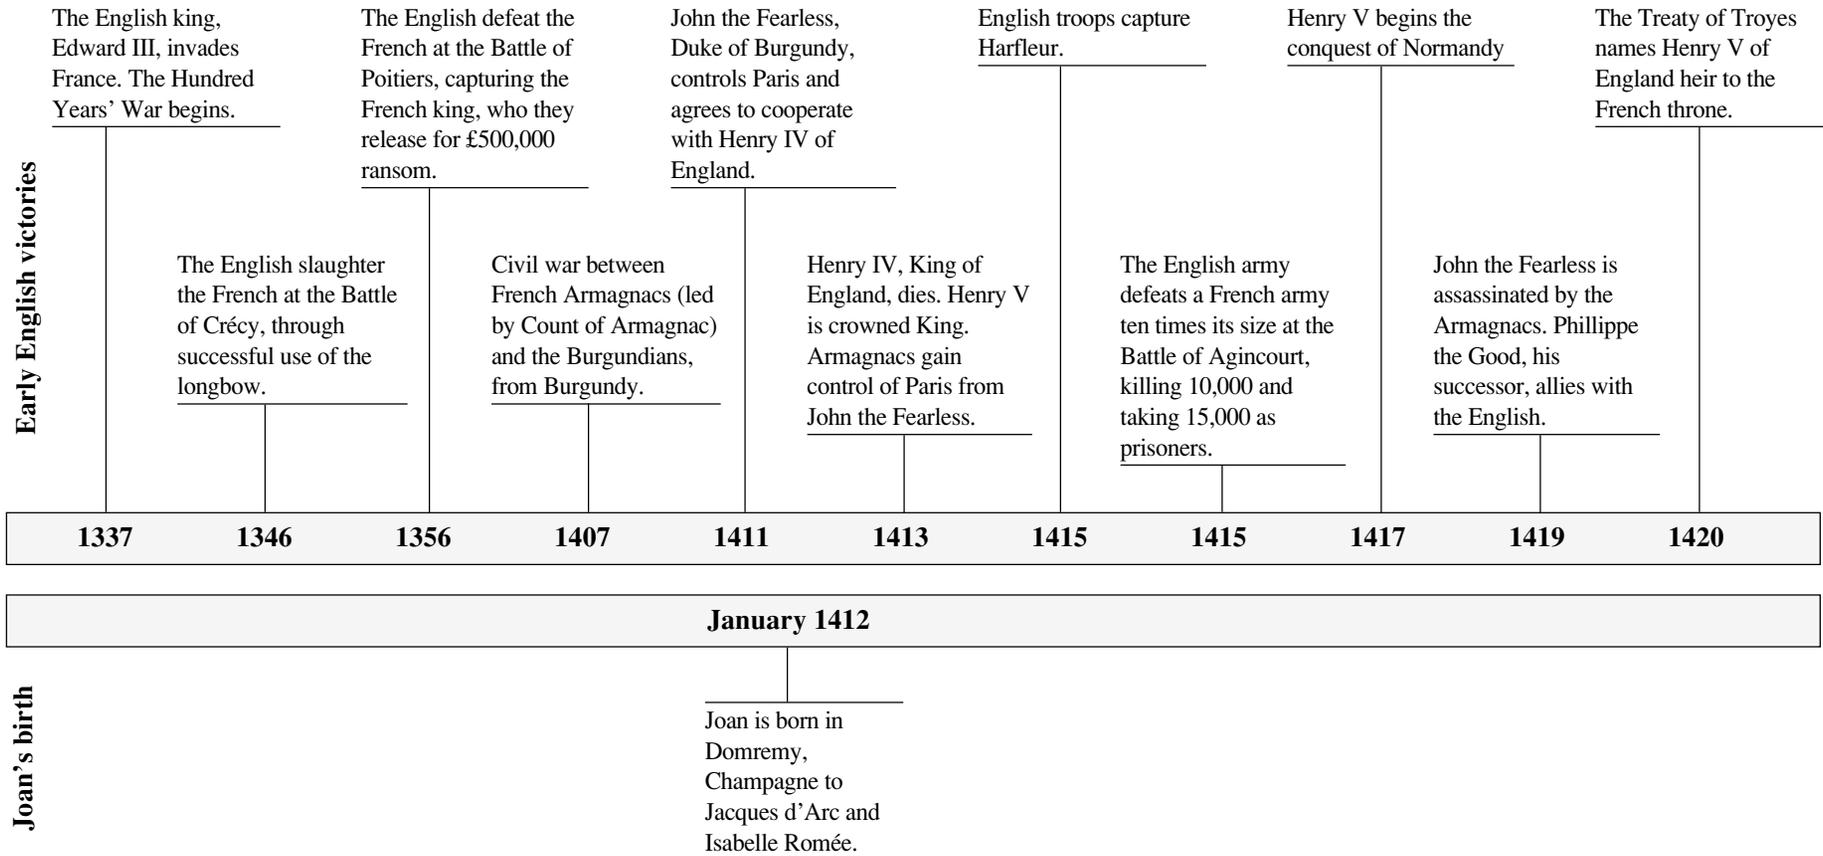 The English king,
Edward III, invades
France. The Hundred
Years’ War begins.
The English defeat the
French at the Battle of
Poitiers, capturing the
French king, who they
release for £500,000
ransom.
John the Fearless,
Duke of Burgundy,
controls Paris and
agrees to cooperate
with Henry IV of
England.
English troops capture
Harfleur.
Henry V begins the
conquest of Normandy
The Treaty of Troyes
names Henry V of
England heir to the
French throne.
Early English victories
The English slaughter
the French at the Battle
of Crécy, through
successful use of the
longbow.
Civil war between
French Armagnacs (led
by Count of Armagnac)
and the Burgundians,
from Burgundy.
Henry IV, King of
England, dies. Henry V
is crowned King.
Armagnacs gain
control of Paris from
John the Fearless.
The English army
defeats a French army
ten times its size at the
Battle of Agincourt,
killing 10,000 and
taking 15,000 as
prisoners.
John the Fearless is
assassinated by the
Armagnacs. Phillippe
the Good, his
successor, allies with
the English.
1337 1346 1356 1407 1411 1413 1415 1415 1417 1419 1420
January 1412
Joan’s birth
Joan is born in
Domremy,
Champagne to
Jacques d’Arc and
Isabelle Romée.